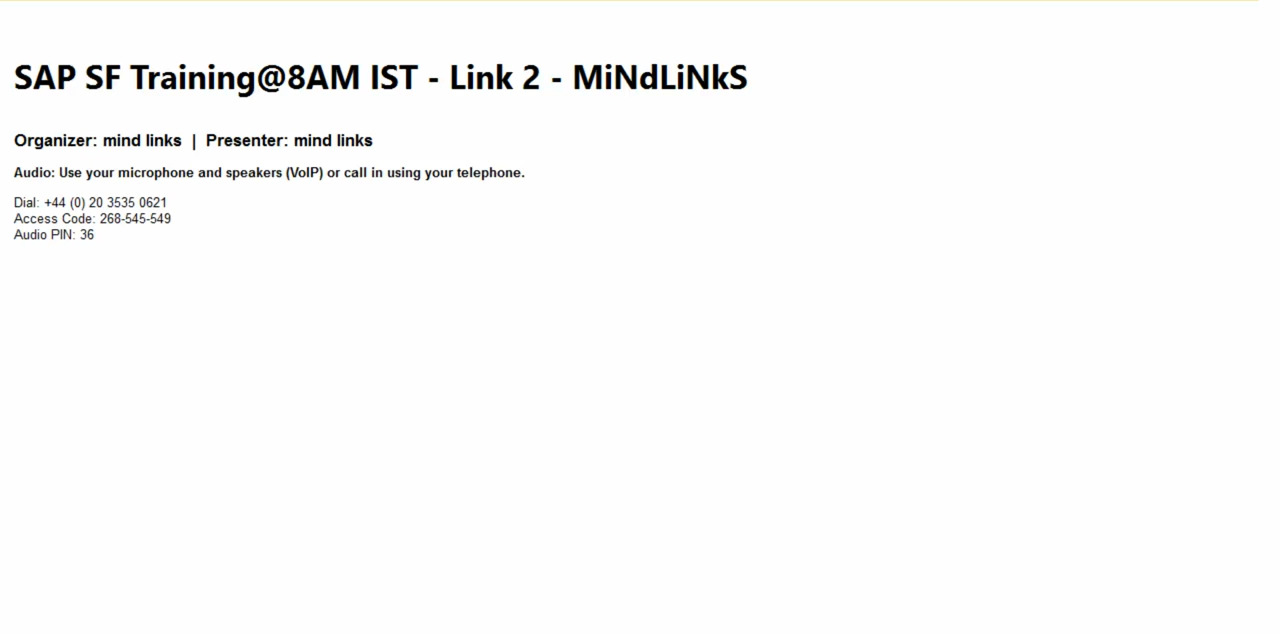 SAP SF Training@8AM IST - Link 2 - MiNdLiNkS
Organizer: mind links | Presenter: mind links
Audio: Use your microphone and speakers (VoIP) or call in using your telephone.
Dial: +44 (0) 20 3535 0621
Access Code: 268-545-549
Audio PIN: 36